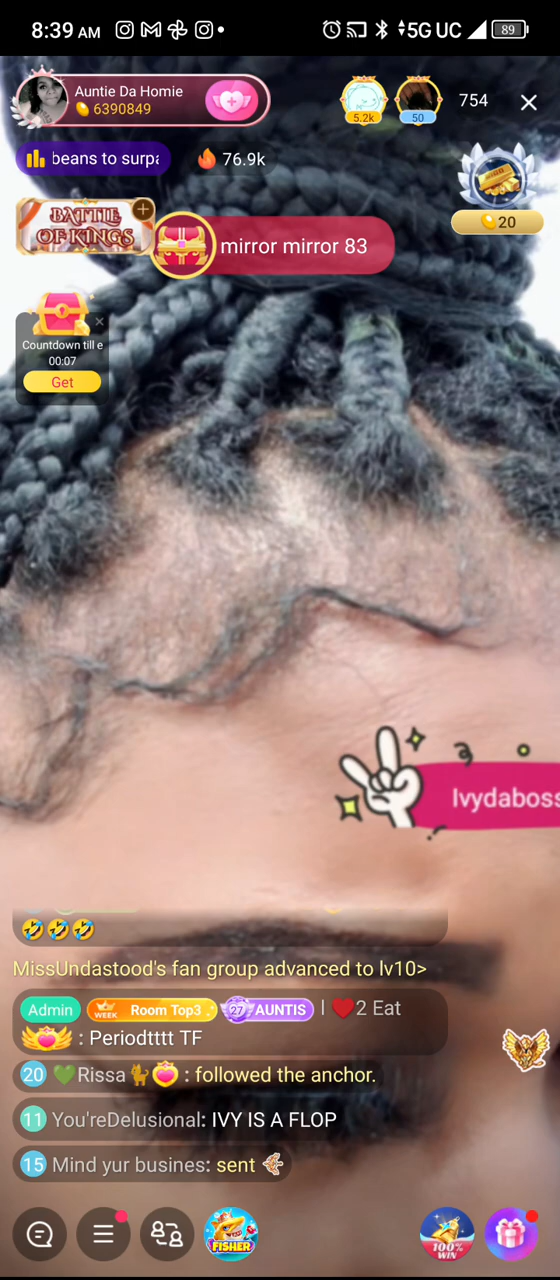 8:39 AM
5G UC
89
Auntie Da Homie
6390849
5.2k
50
754
beans to surpa
76.9k
20
BATTLE
OF KINGS
mirror mirror 83
Countdown till e
00:07
Get
Ivydaboss
🤣🤣🤣
MissUndastood's fan group advanced to lv10>
Admin WEEK Room Top3 27 AUNTIS I ❤️2 Eat
: Periodtttt TF
20 💚Rissa🐈 : followed the anchor.
11 You'reDelusional: IVY IS A FLOP
15 Mind yur busines: sent
FISHER
100%
WIN